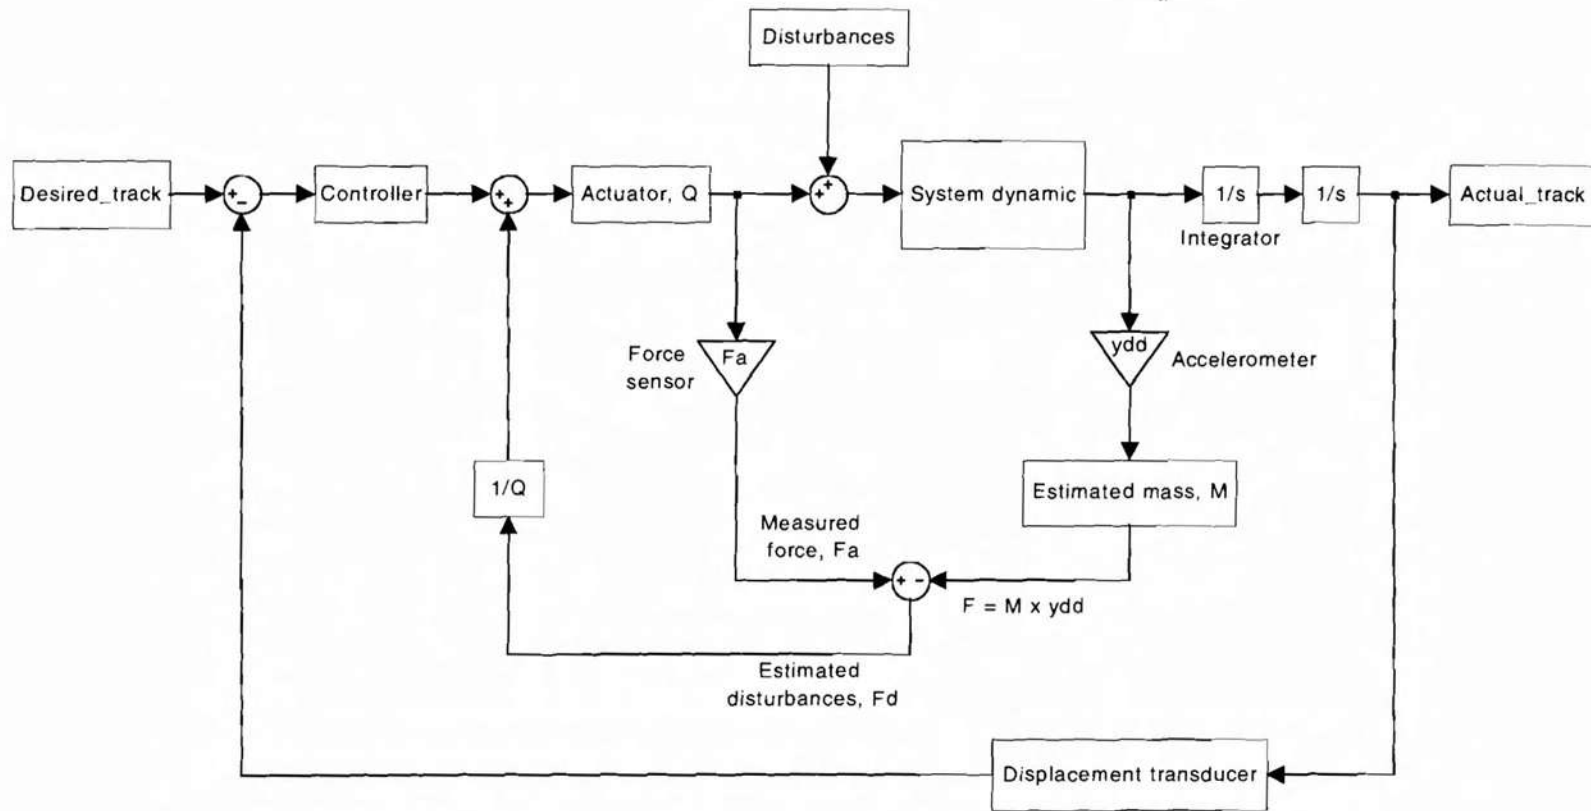 Disturbances
Desired_track
+
−
Controller
+
+
Actuator, Q
+
+
System dynamic
1/s
1/s
Actual_track
Integrator
Force
sensor
Fa
ydd
Accelerometer
1/Q
Estimated mass, M
Measured
force, Fa
+ −
F = M x ydd
Estimated
disturbances, Fd
Displacement transducer